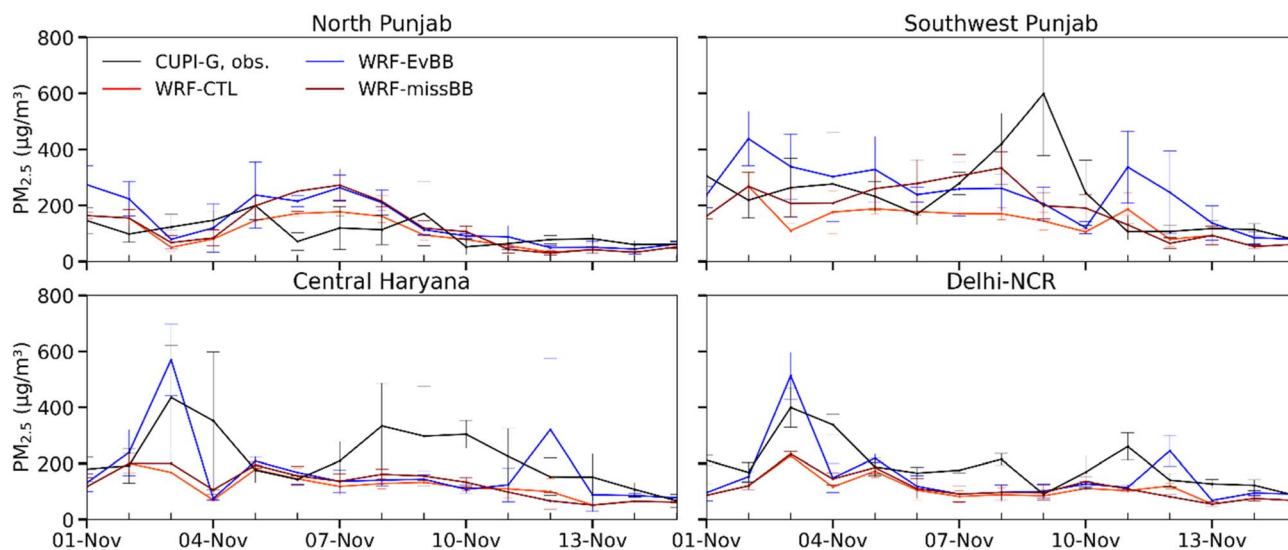 North Punjab
Southwest Punjab
800
600
400
200
0
PM2.5 (µg/m³)
CUPI-G, obs.
WRF-CTL
WRF-EvBB
WRF-missBB
Central Haryana
Delhi-NCR
800
600
400
200
0
PM2.5 (µg/m³)
01-Nov 04-Nov 07-Nov 10-Nov 13-Nov
01-Nov 04-Nov 07-Nov 10-Nov 13-Nov